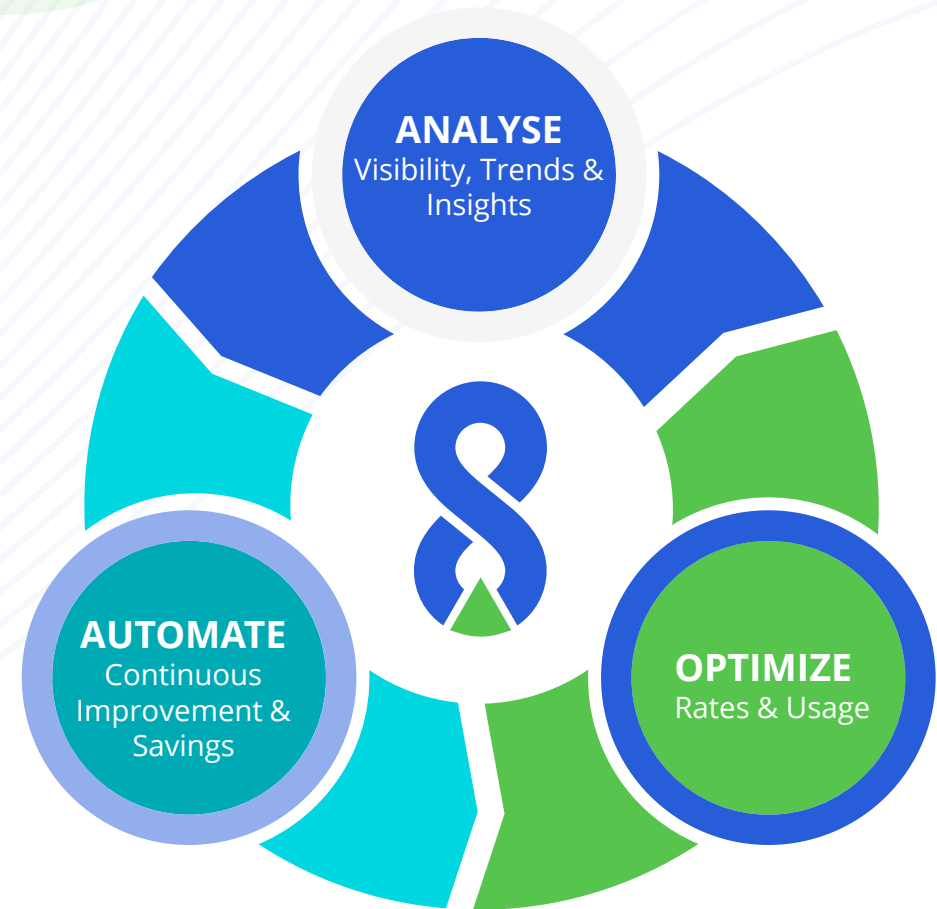 ANALYSE
Visibility, Trends &
Insights
AUTOMATE
Continuous
Improvement &
Savings
OPTIMIZE
Rates & Usage